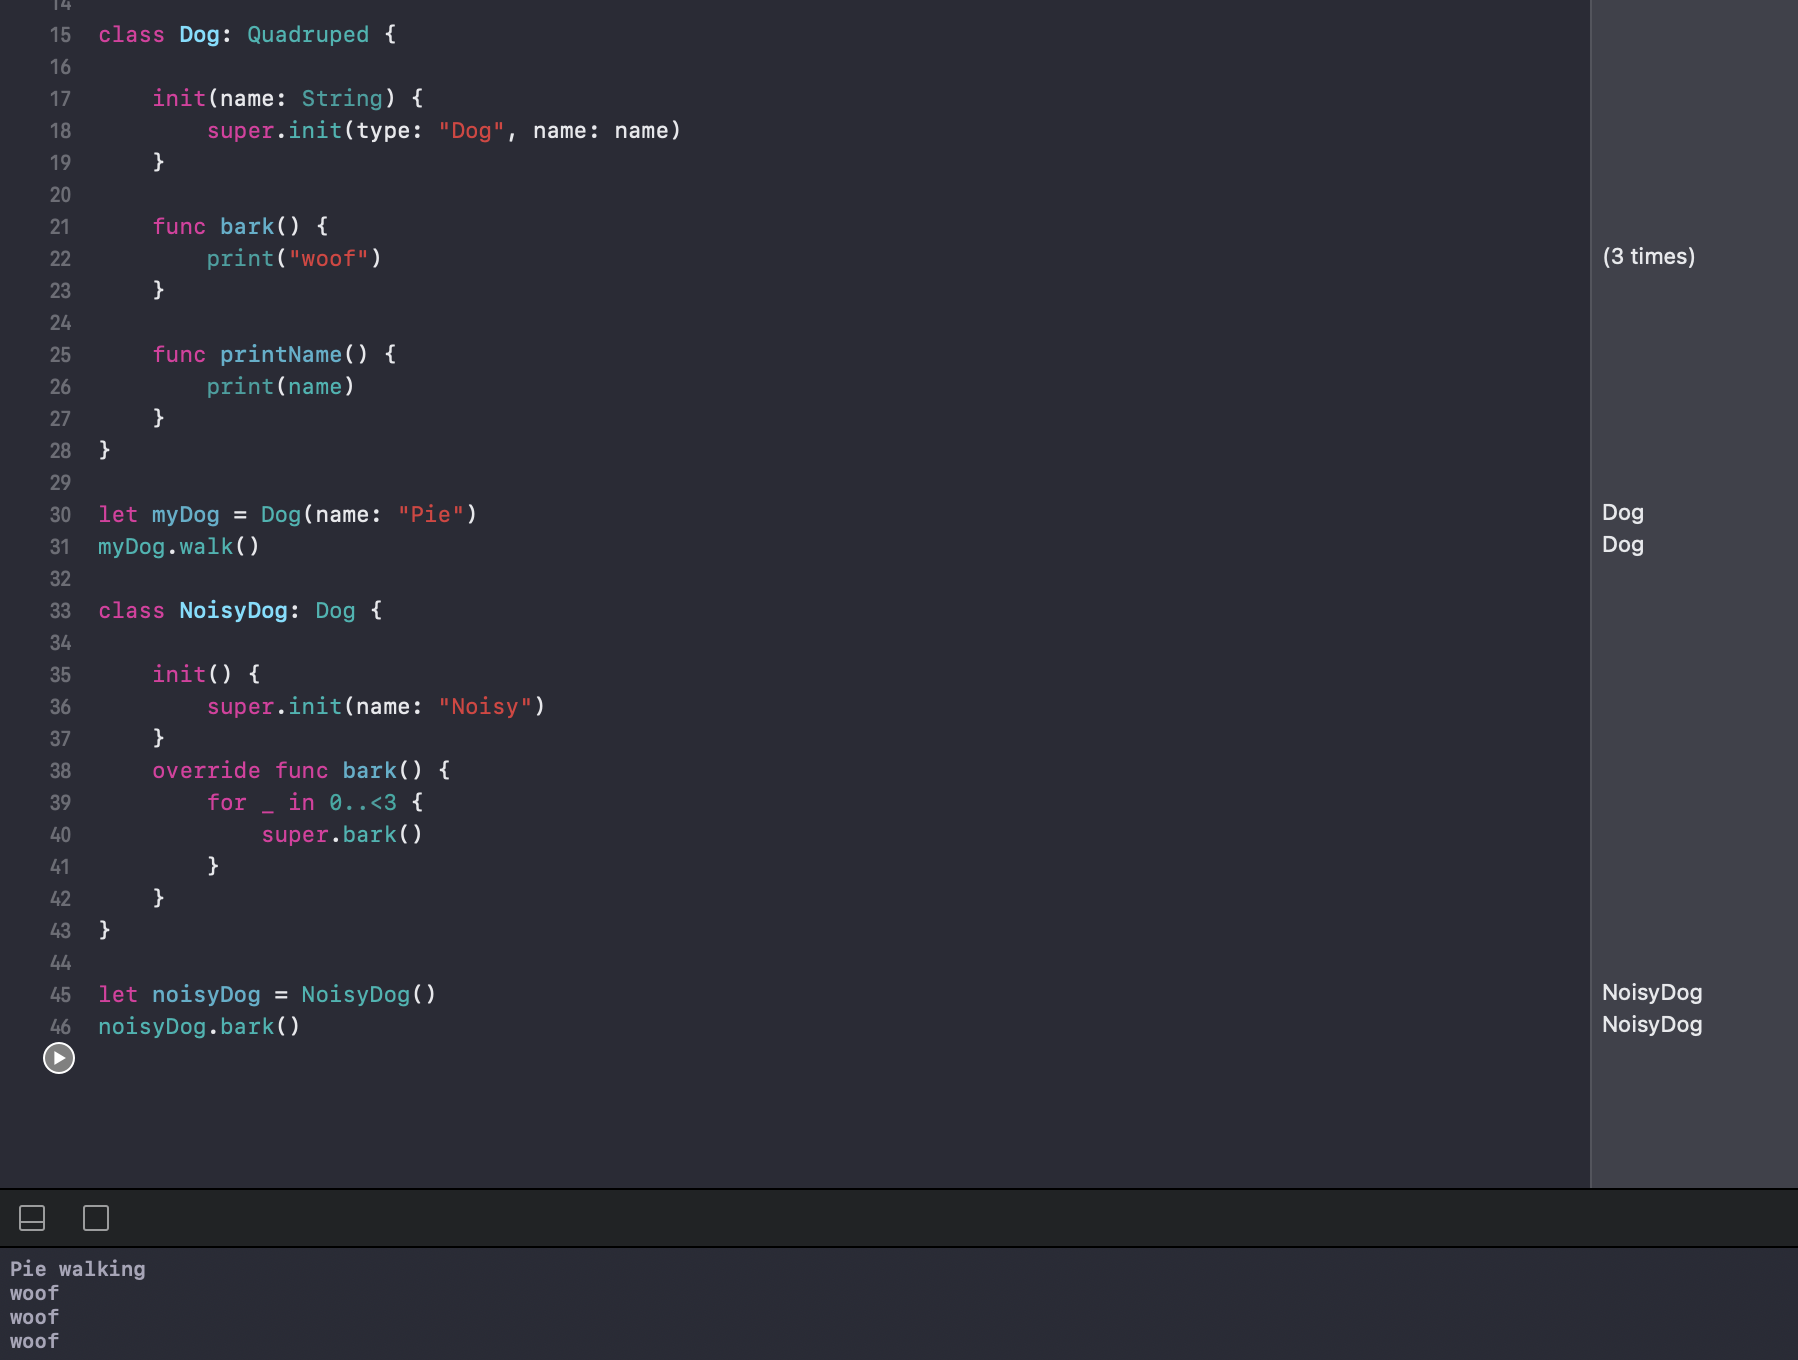 14
15 class Dog: Quadruped {
16
17     init(name: String) {
18         super.init(type: "Dog", name: name)
19     }
20
21     func bark() {
22         print("woof") (3 times)
23     }
24
25     func printName() {
26         print(name)
27     }
28 }
29
30 let myDog = Dog(name: "Pie") Dog
31 myDog.walk() Dog
32
33 class NoisyDog: Dog {
34
35     init() {
36         super.init(name: "Noisy")
37     }
38     override func bark() {
39         for _ in 0..<3 {
40             super.bark()
41         }
42     }
43 }
44
45 let noisyDog = NoisyDog() NoisyDog
46 noisyDog.bark() NoisyDog
Pie walking
woof
woof
woof